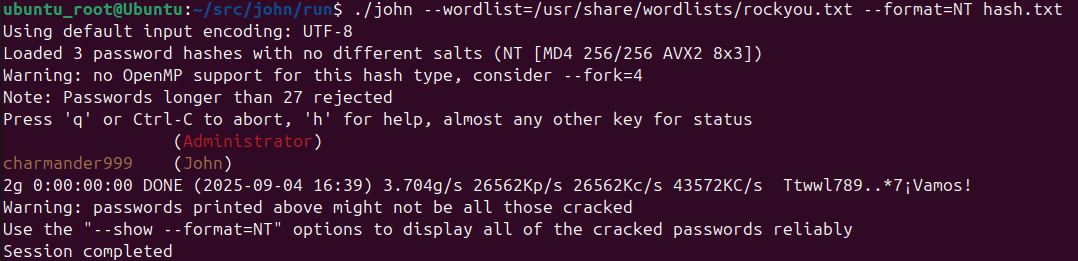 ubuntu_root@Ubuntu:~/src/john/run$ ./john --wordlist=/usr/share/wordlists/rockyou.txt --format=NT hash.txt
Using default input encoding: UTF-8
Loaded 3 password hashes with no different salts (NT [MD4 256/256 AVX2 8x3])
Warning: no OpenMP support for this hash type, consider --fork=4
Note: Passwords longer than 27 rejected
Press 'q' or Ctrl-C to abort, 'h' for help, almost any other key for status
                 (Administrator)
charmander999    (John)
2g 0:00:00:00 DONE (2025-09-04 16:39) 3.704g/s 26562Kp/s 26562Kc/s 43572KC/s  Ttwwl789..*7¡Vamos!
Warning: passwords printed above might not be all those cracked
Use the "--show --format=NT" options to display all of the cracked passwords reliably
Session completed